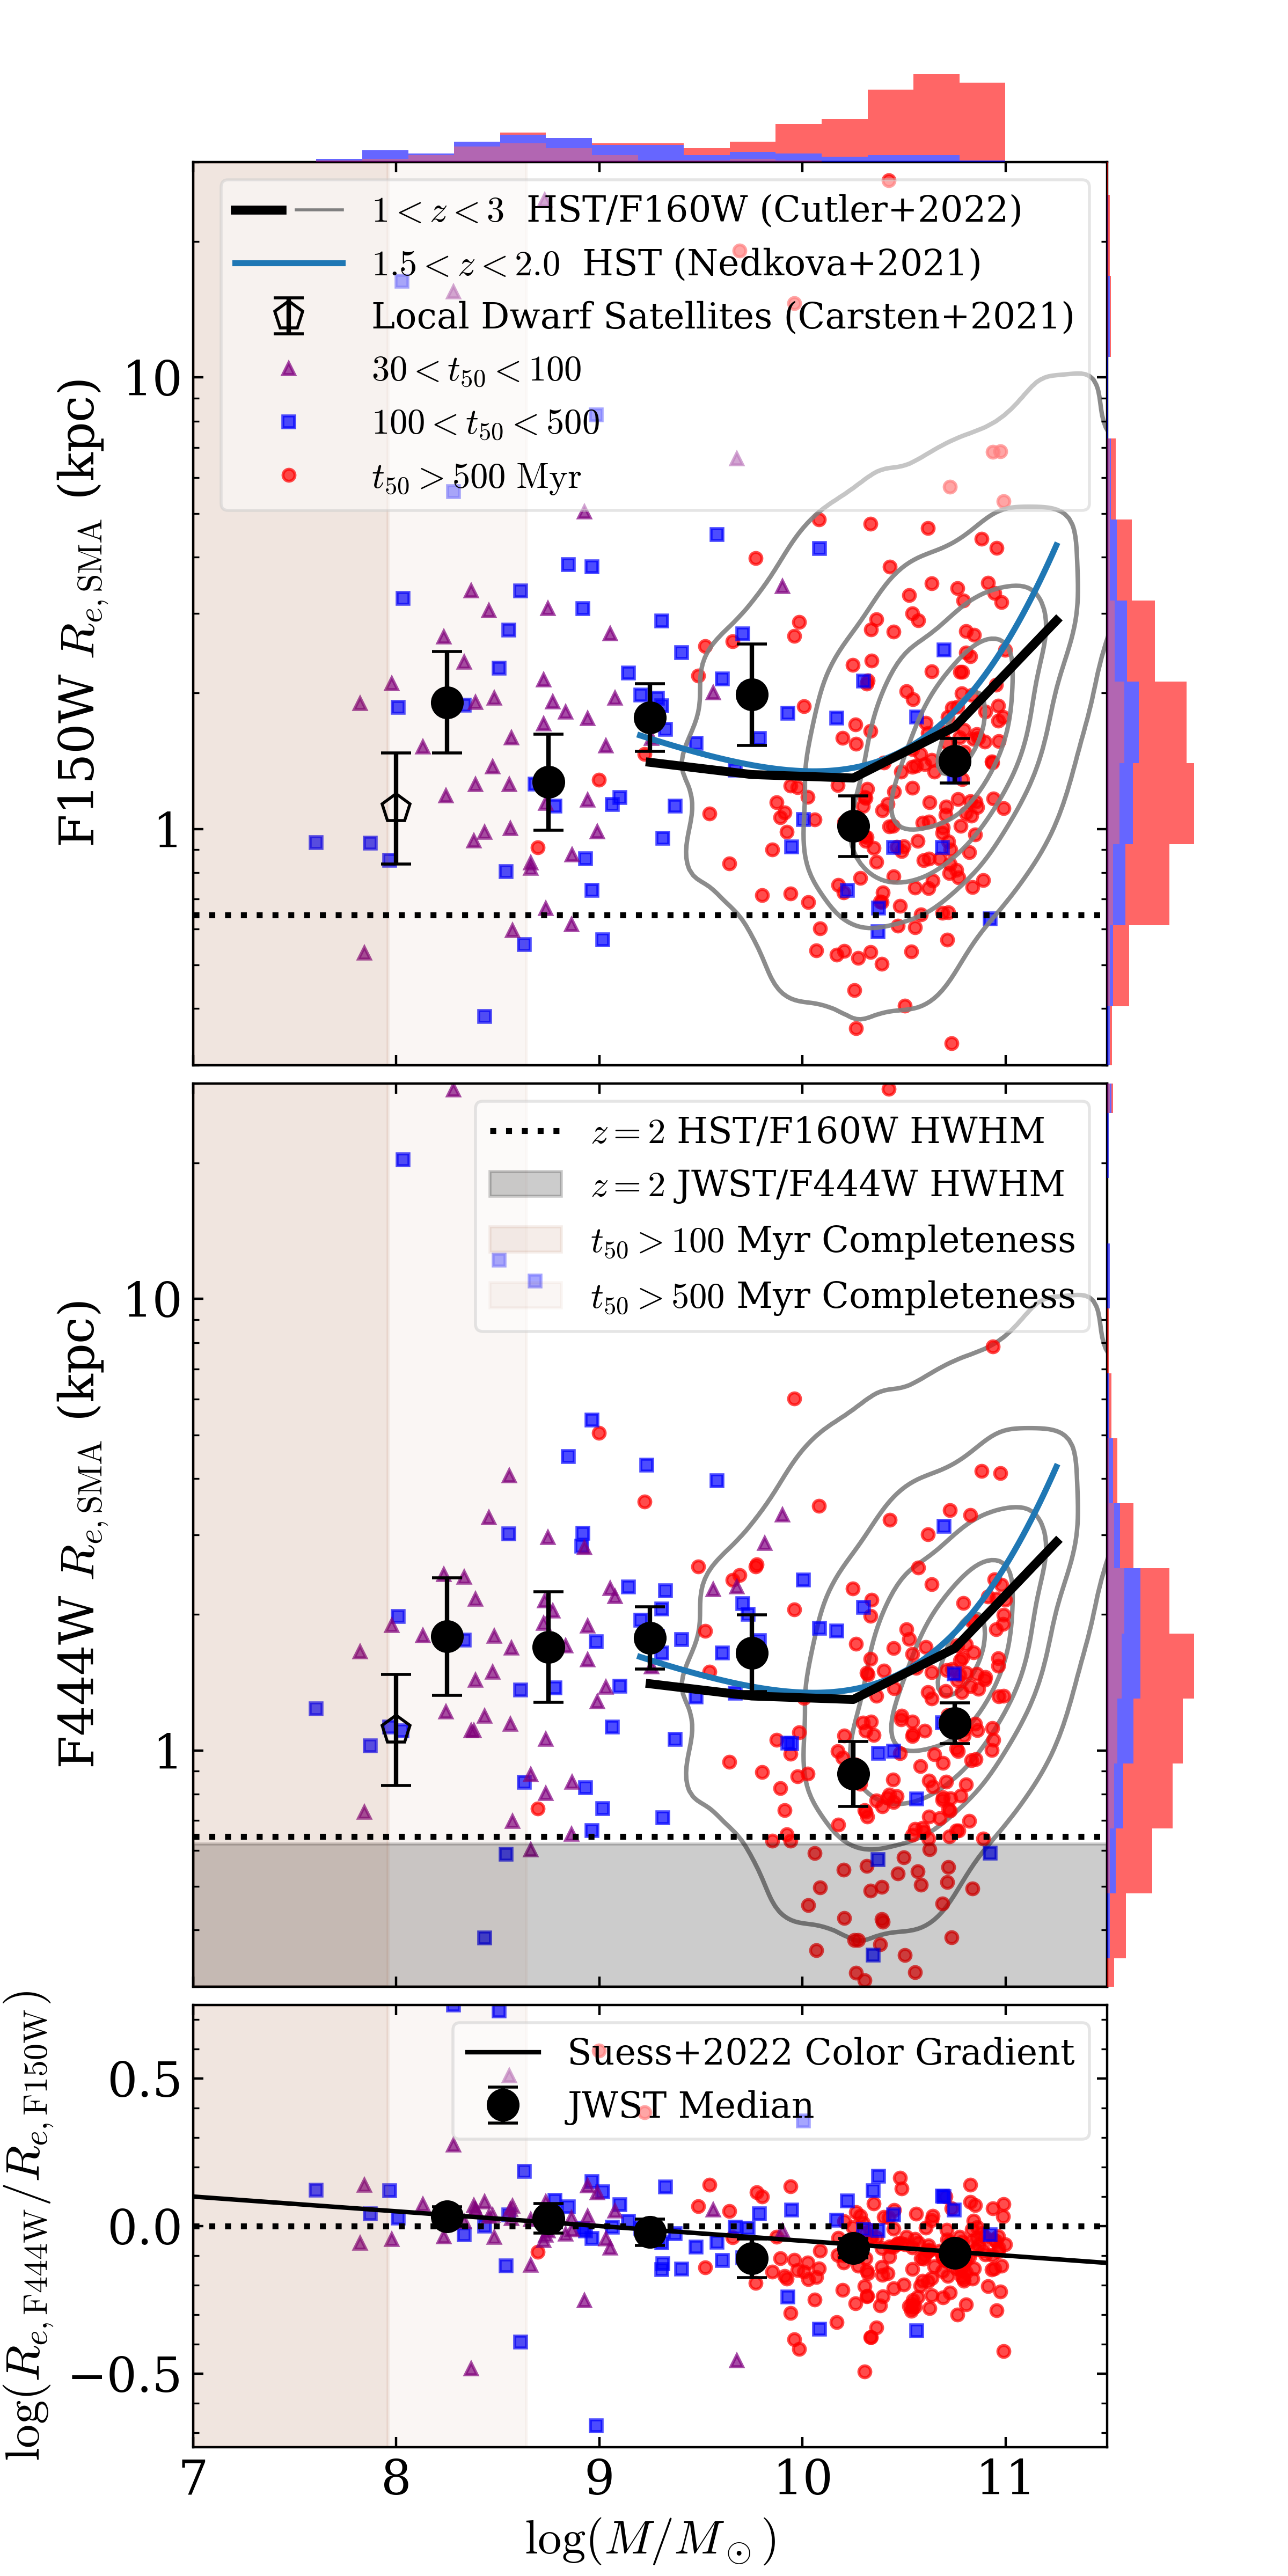 1 < z < 3 HST/F160W (Cutler+2022)
1.5 < z < 2.0 HST (Nedkova+2021)
Local Dwarf Satellites (Carsten+2021)
30 < t50 < 100
100 < t50 < 500
t50 > 500 Myr
10
1
F150W Re,SMA (kpc)
z = 2 HST/F160W HWHM
z = 2 JWST/F444W HWHM
t50 > 100 Myr Completeness
t50 > 500 Myr Completeness
10
1
F444W Re,SMA (kpc)
Suess+2022 Color Gradient
JWST Median
0.5
0.0
−0.5
log(Re,F444W/Re,F150W)
7 8 9 10 11
log(M/M⊙)